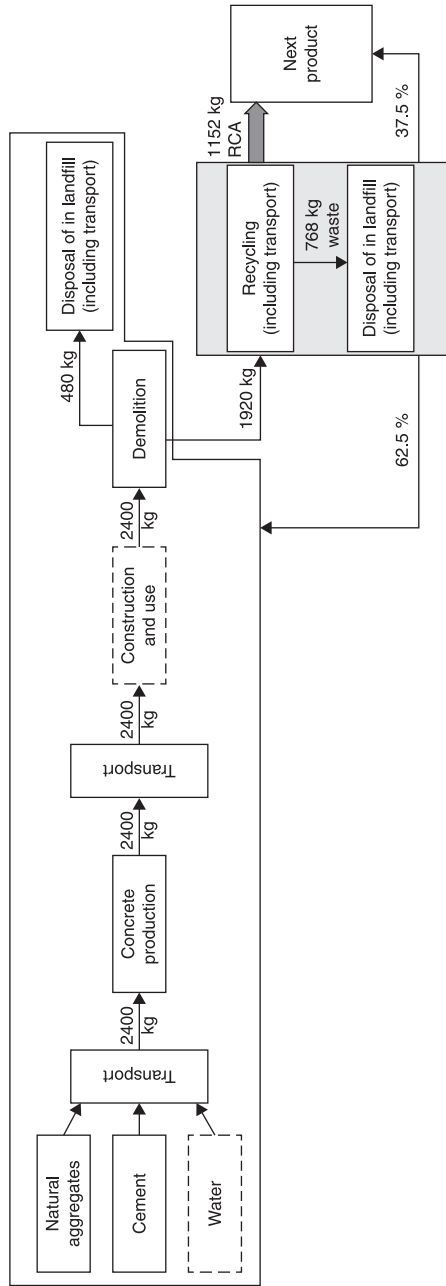 Natural
aggregates
Cement
Water
Transport
2400
kg
Concrete
production
2400
kg
Transport
2400
kg
Construction
and use
2400
kg
Demolition
480 kg
Disposal of in landfill
(including transport)
1920 kg
Recycling
(including transport)
768 kg
waste
Disposal of in landfill
(including transport)
1152 kg
RCA
Next
product
62.5 %
37.5 %